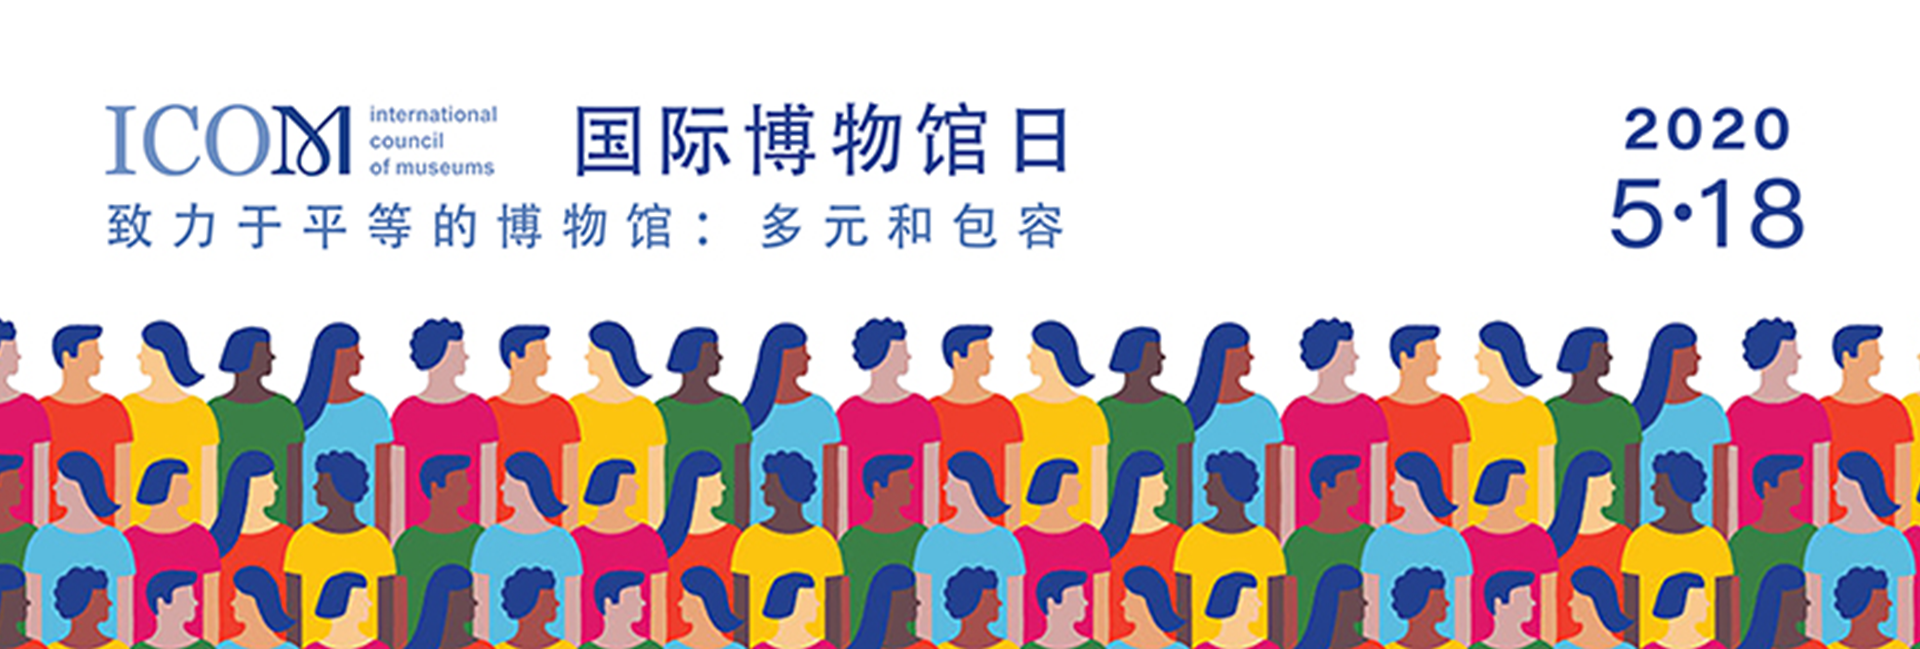 ICOM
international
council
of museums
国际博物馆日
致力于平等的博物馆：多元和包容
2020
5·18